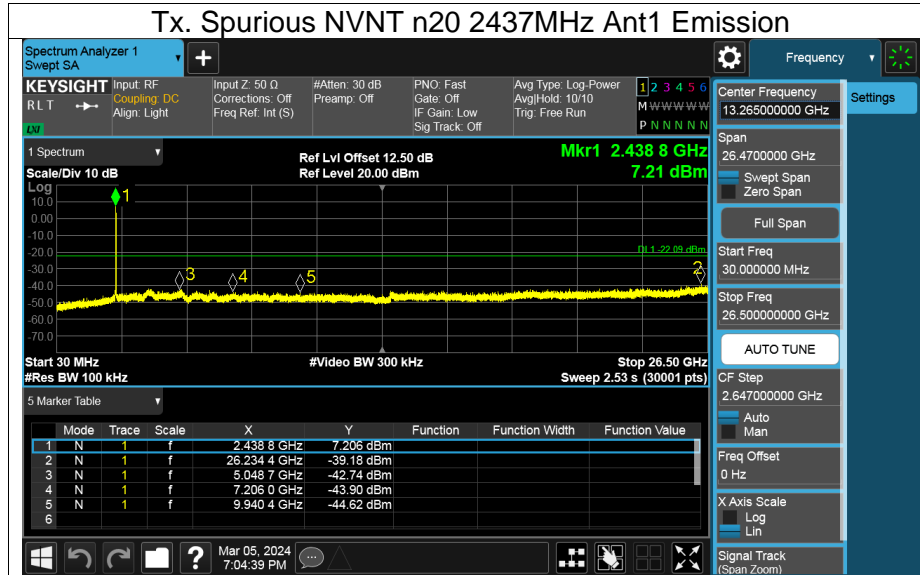 Tx. Spurious NVNT n20 2437MHz Ant1 Emission
Spectrum Analyzer 1
Swept SA
+
Frequency
KEYSIGHT
R L T
LXI
Input: RF
Coupling: DC
Align: Light
Input Z: 50 Ω
Corrections: Off
Freq Ref: Int (S)
#Atten: 30 dB
Preamp: Off
PNO: Fast
Gate: Off
IF Gain: Low
Sig Track: Off
Avg Type: Log-Power
Avg|Hold: 10/10
Trig: Free Run
1 2 3 4 5 6
M W W W W W
P N N N N N
1 Spectrum
Scale/Div 10 dB
Ref Lvl Offset 12.50 dB
Ref Level 20.00 dBm
Mkr1 2.438 8 GHz
7.21 dBm
Log
10.0
0.00
-10.0
-20.0
-30.0
-40.0
-50.0
-60.0
-70.0
1
3
4
5
2
DL1 -22.09 dBm
Start 30 MHz
#Video BW 300 kHz
Stop 26.50 GHz
#Res BW 100 kHz
Sweep 2.53 s (30001 pts)
5 Marker Table
Mode Trace Scale X Y Function Function Width Function Value
1 N 1 f 2.438 8 GHz 7.206 dBm
2 N 1 f 26.234 4 GHz -39.18 dBm
3 N 1 f 5.048 7 GHz -42.74 dBm
4 N 1 f 7.206 0 GHz -43.90 dBm
5 N 1 f 9.940 4 GHz -44.62 dBm
6
Mar 05, 2024
7:04:39 PM
?
Center Frequency
13.265000000 GHz
Settings
Span
26.4700000 GHz
Swept Span
Zero Span
Full Span
Start Freq
30.000000 MHz
Stop Freq
26.500000000 GHz
AUTO TUNE
CF Step
2.647000000 GHz
Auto
Man
Freq Offset
0 Hz
X Axis Scale
Log
Lin
Signal Track
(Span Zoom)